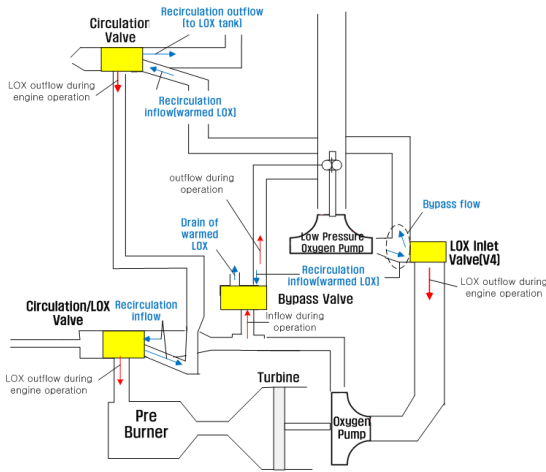 Circulation
Valve
Recirculation outflow
[to LOX tank]
LOX outflow during
engine operation
Recirculation
inflow[warmed LOX]
outflow during
operation
Drain of
warmed
LOX
Bypass flow
Low Pressure
Oxygen Pump
LOX Inlet
Valve[V4]
LOX outflow during
engine operation
Recirculation
inflow[warmed LOX]
Bypass Valve
Inflow during
operation
Circulation/LOX
Valve
Recirculation
inflow
LOX outflow during
engine operation
Pre
Burner
Turbine
Oxygen
Pump